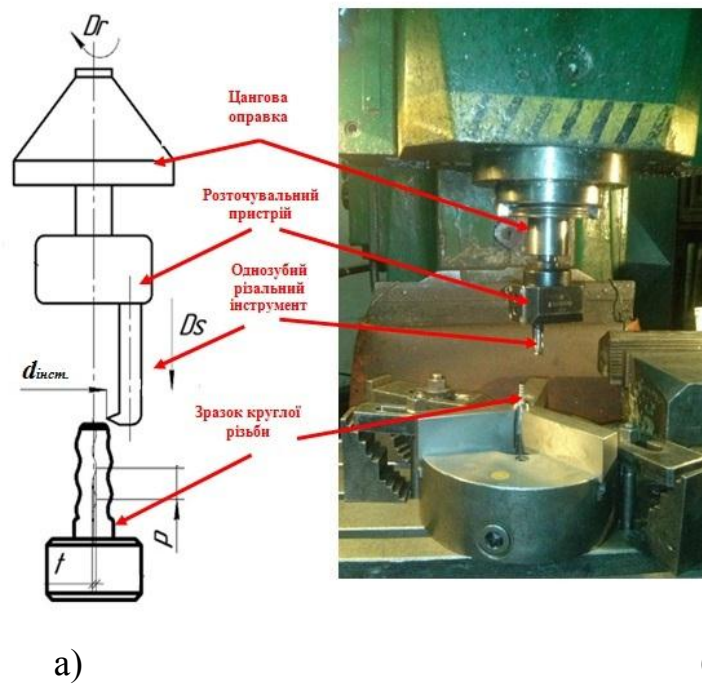 Dr
Цангова
оправка
Розточувальний
пристрій
Однозубий
різальний
інструмент
Ds
dінст.
Зразок круглої
різьби
P
t
а)